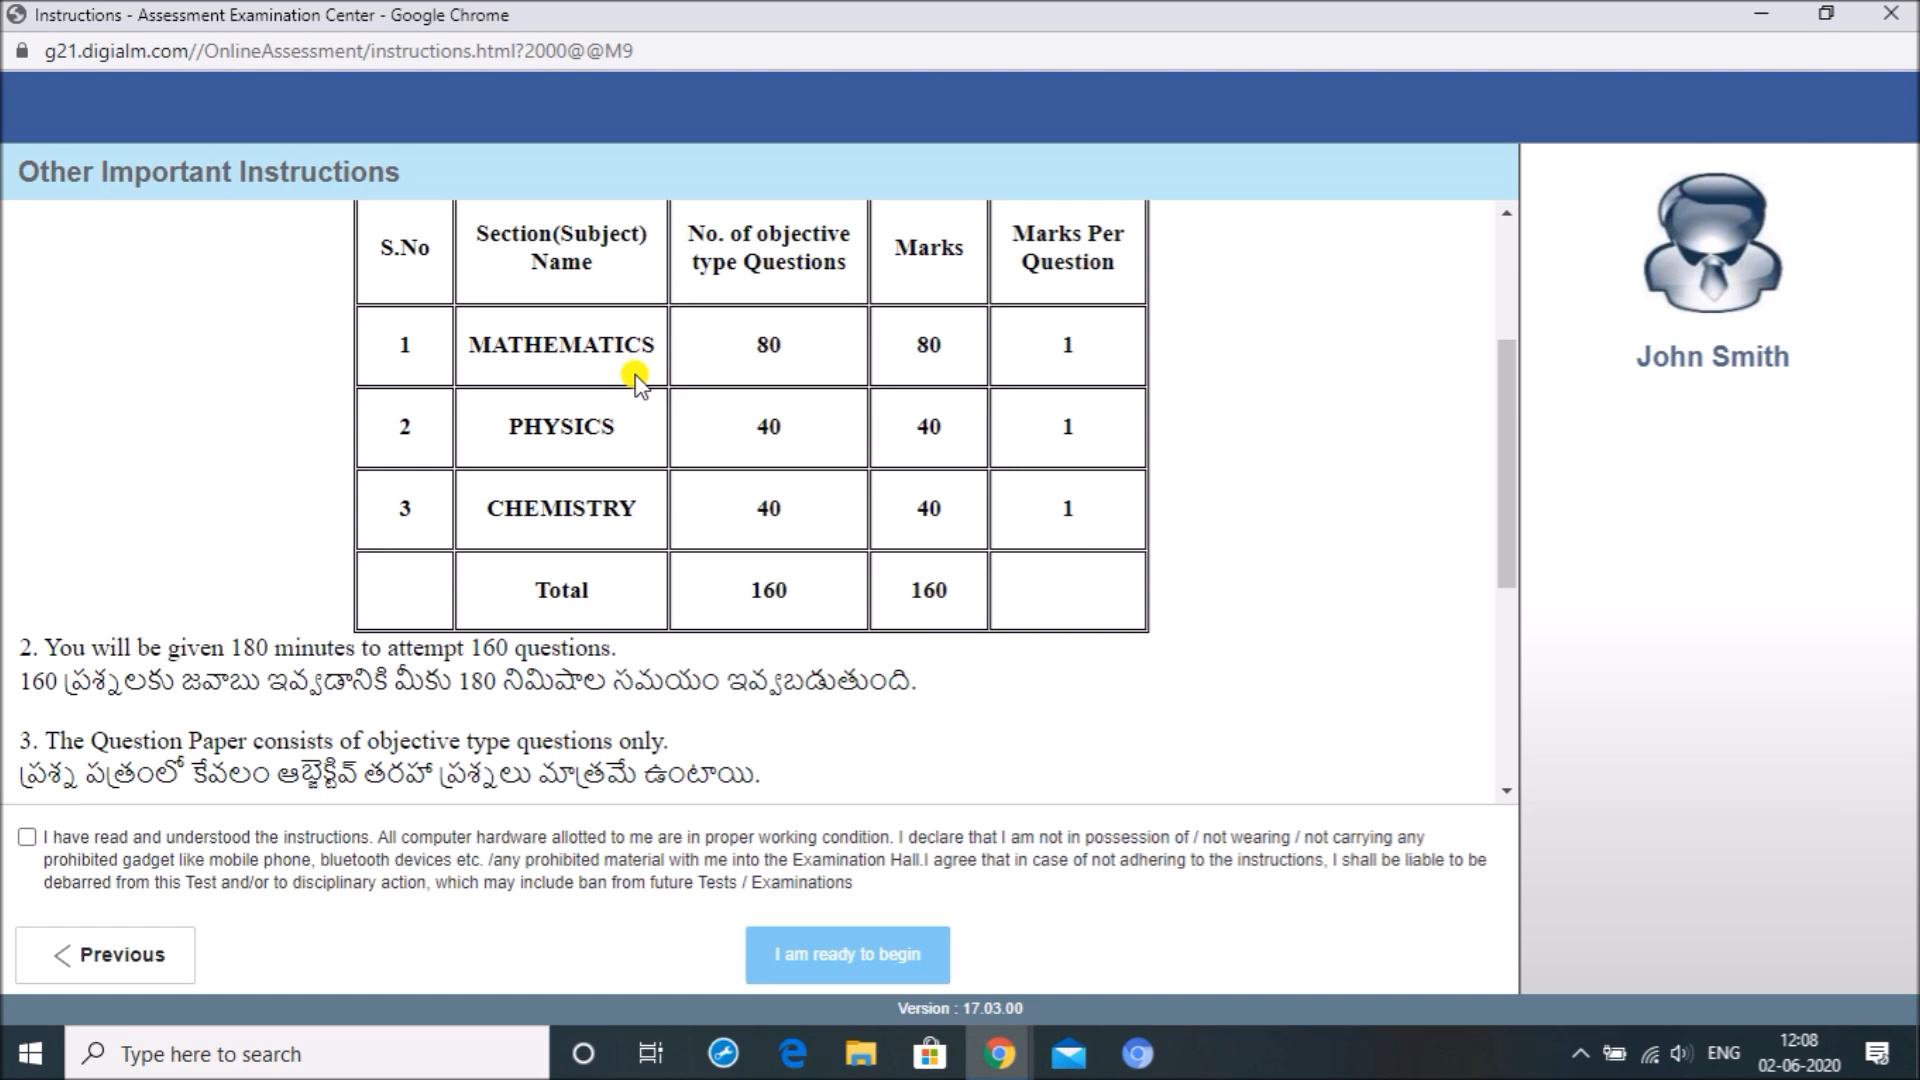 Instructions - Assessment Examination Center - Google Chrome
g21.digialm.com//OnlineAssessment/instructions.html?2000@@M9
Other Important Instructions
S.No Section(Subject) Name No. of objective type Questions Marks Marks Per Question
1 MATHEMATICS 80 80 1
2 PHYSICS 40 40 1
3 CHEMISTRY 40 40 1
Total 160 160
2. You will be given 180 minutes to attempt 160 questions.
160 ప్రశ్నలకు జవాబు ఇవ్వడానికి మీకు 180 నిమిషాల సమయం ఇవ్వబడుతుంది.
3. The Question Paper consists of objective type questions only.
ప్రశ్న పత్రంలో కేవలం ఆబ్జెక్టివ్ తరహా ప్రశ్నలు మాత్రమే ఉంటాయి.
John Smith
I have read and understood the instructions. All computer hardware allotted to me are in proper working condition. I declare that I am not in possession of / not wearing / not carrying any
prohibited gadget like mobile phone, bluetooth devices etc. /any prohibited material with me into the Examination Hall.I agree that in case of not adhering to the instructions, I shall be liable to be
debarred from this Test and/or to disciplinary action, which may include ban from future Tests / Examinations
Previous
I am ready to begin
Version : 17.03.00
Type here to search
ENG
12:08
02-06-2020